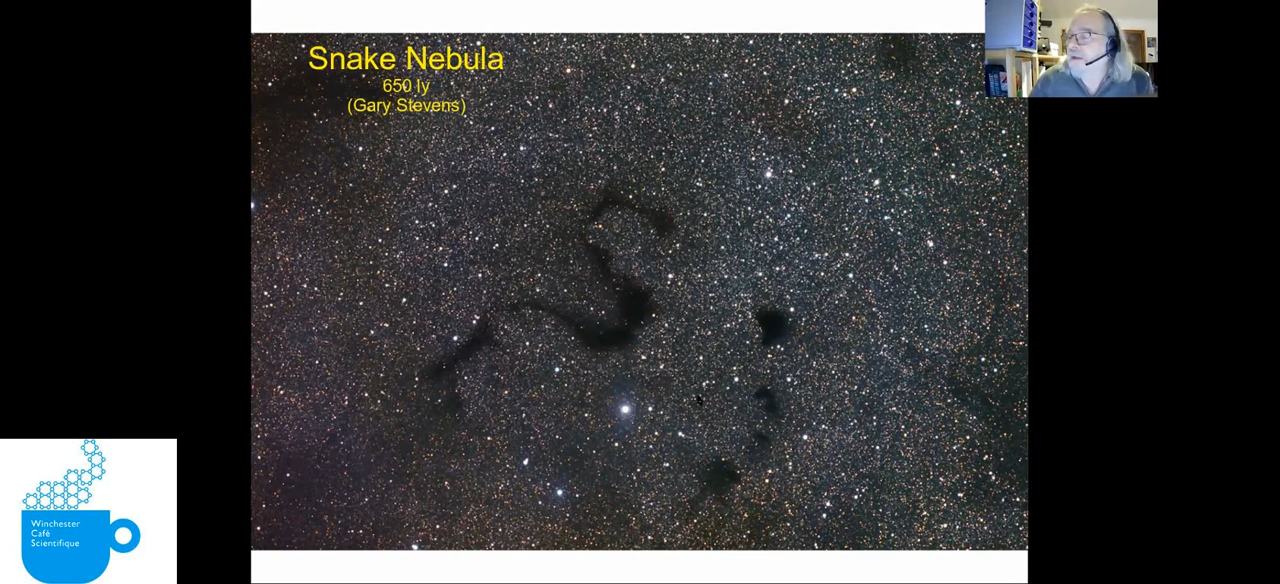 Snake Nebula
650 ly
(Gary Stevens)
Winchester
Café
Scientifique